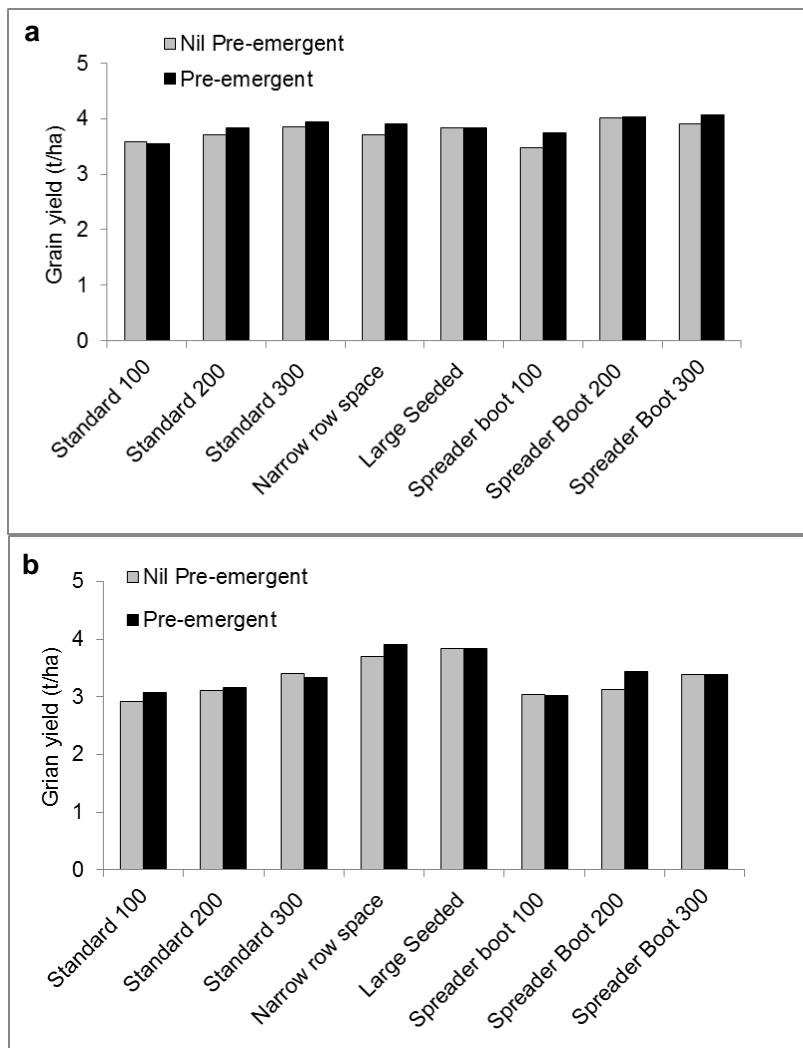 a
Nil Pre-emergent
Pre-emergent
Grain yield (t/ha)
5
4
3
2
1
0
Standard 100
Standard 200
Standard 300
Narrow row space
Large Seeded
Spreader boot 100
Spreader Boot 200
Spreader Boot 300
b
Nil Pre-emergent
Pre-emergent
Grian yield (t/ha)
5
4
3
2
1
0
Standard 100
Standard 200
Standard 300
Narrow row space
Large Seeded
Spreader boot 100
Spreader Boot 200
Spreader Boot 300